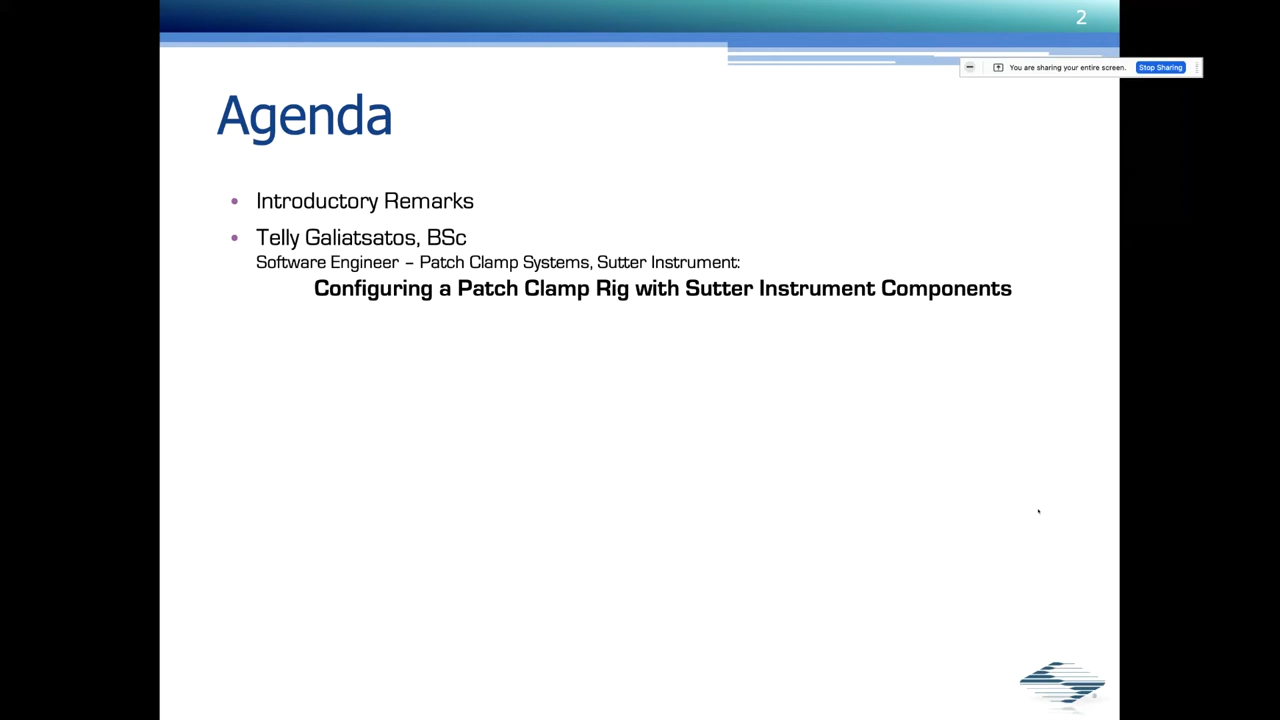 2
You are sharing your entire screen.
Stop Sharing
Agenda
• Introductory Remarks
• Telly Galiatsatos, BSc
Software Engineer – Patch Clamp Systems, Sutter Instrument:
Configuring a Patch Clamp Rig with Sutter Instrument Components
®